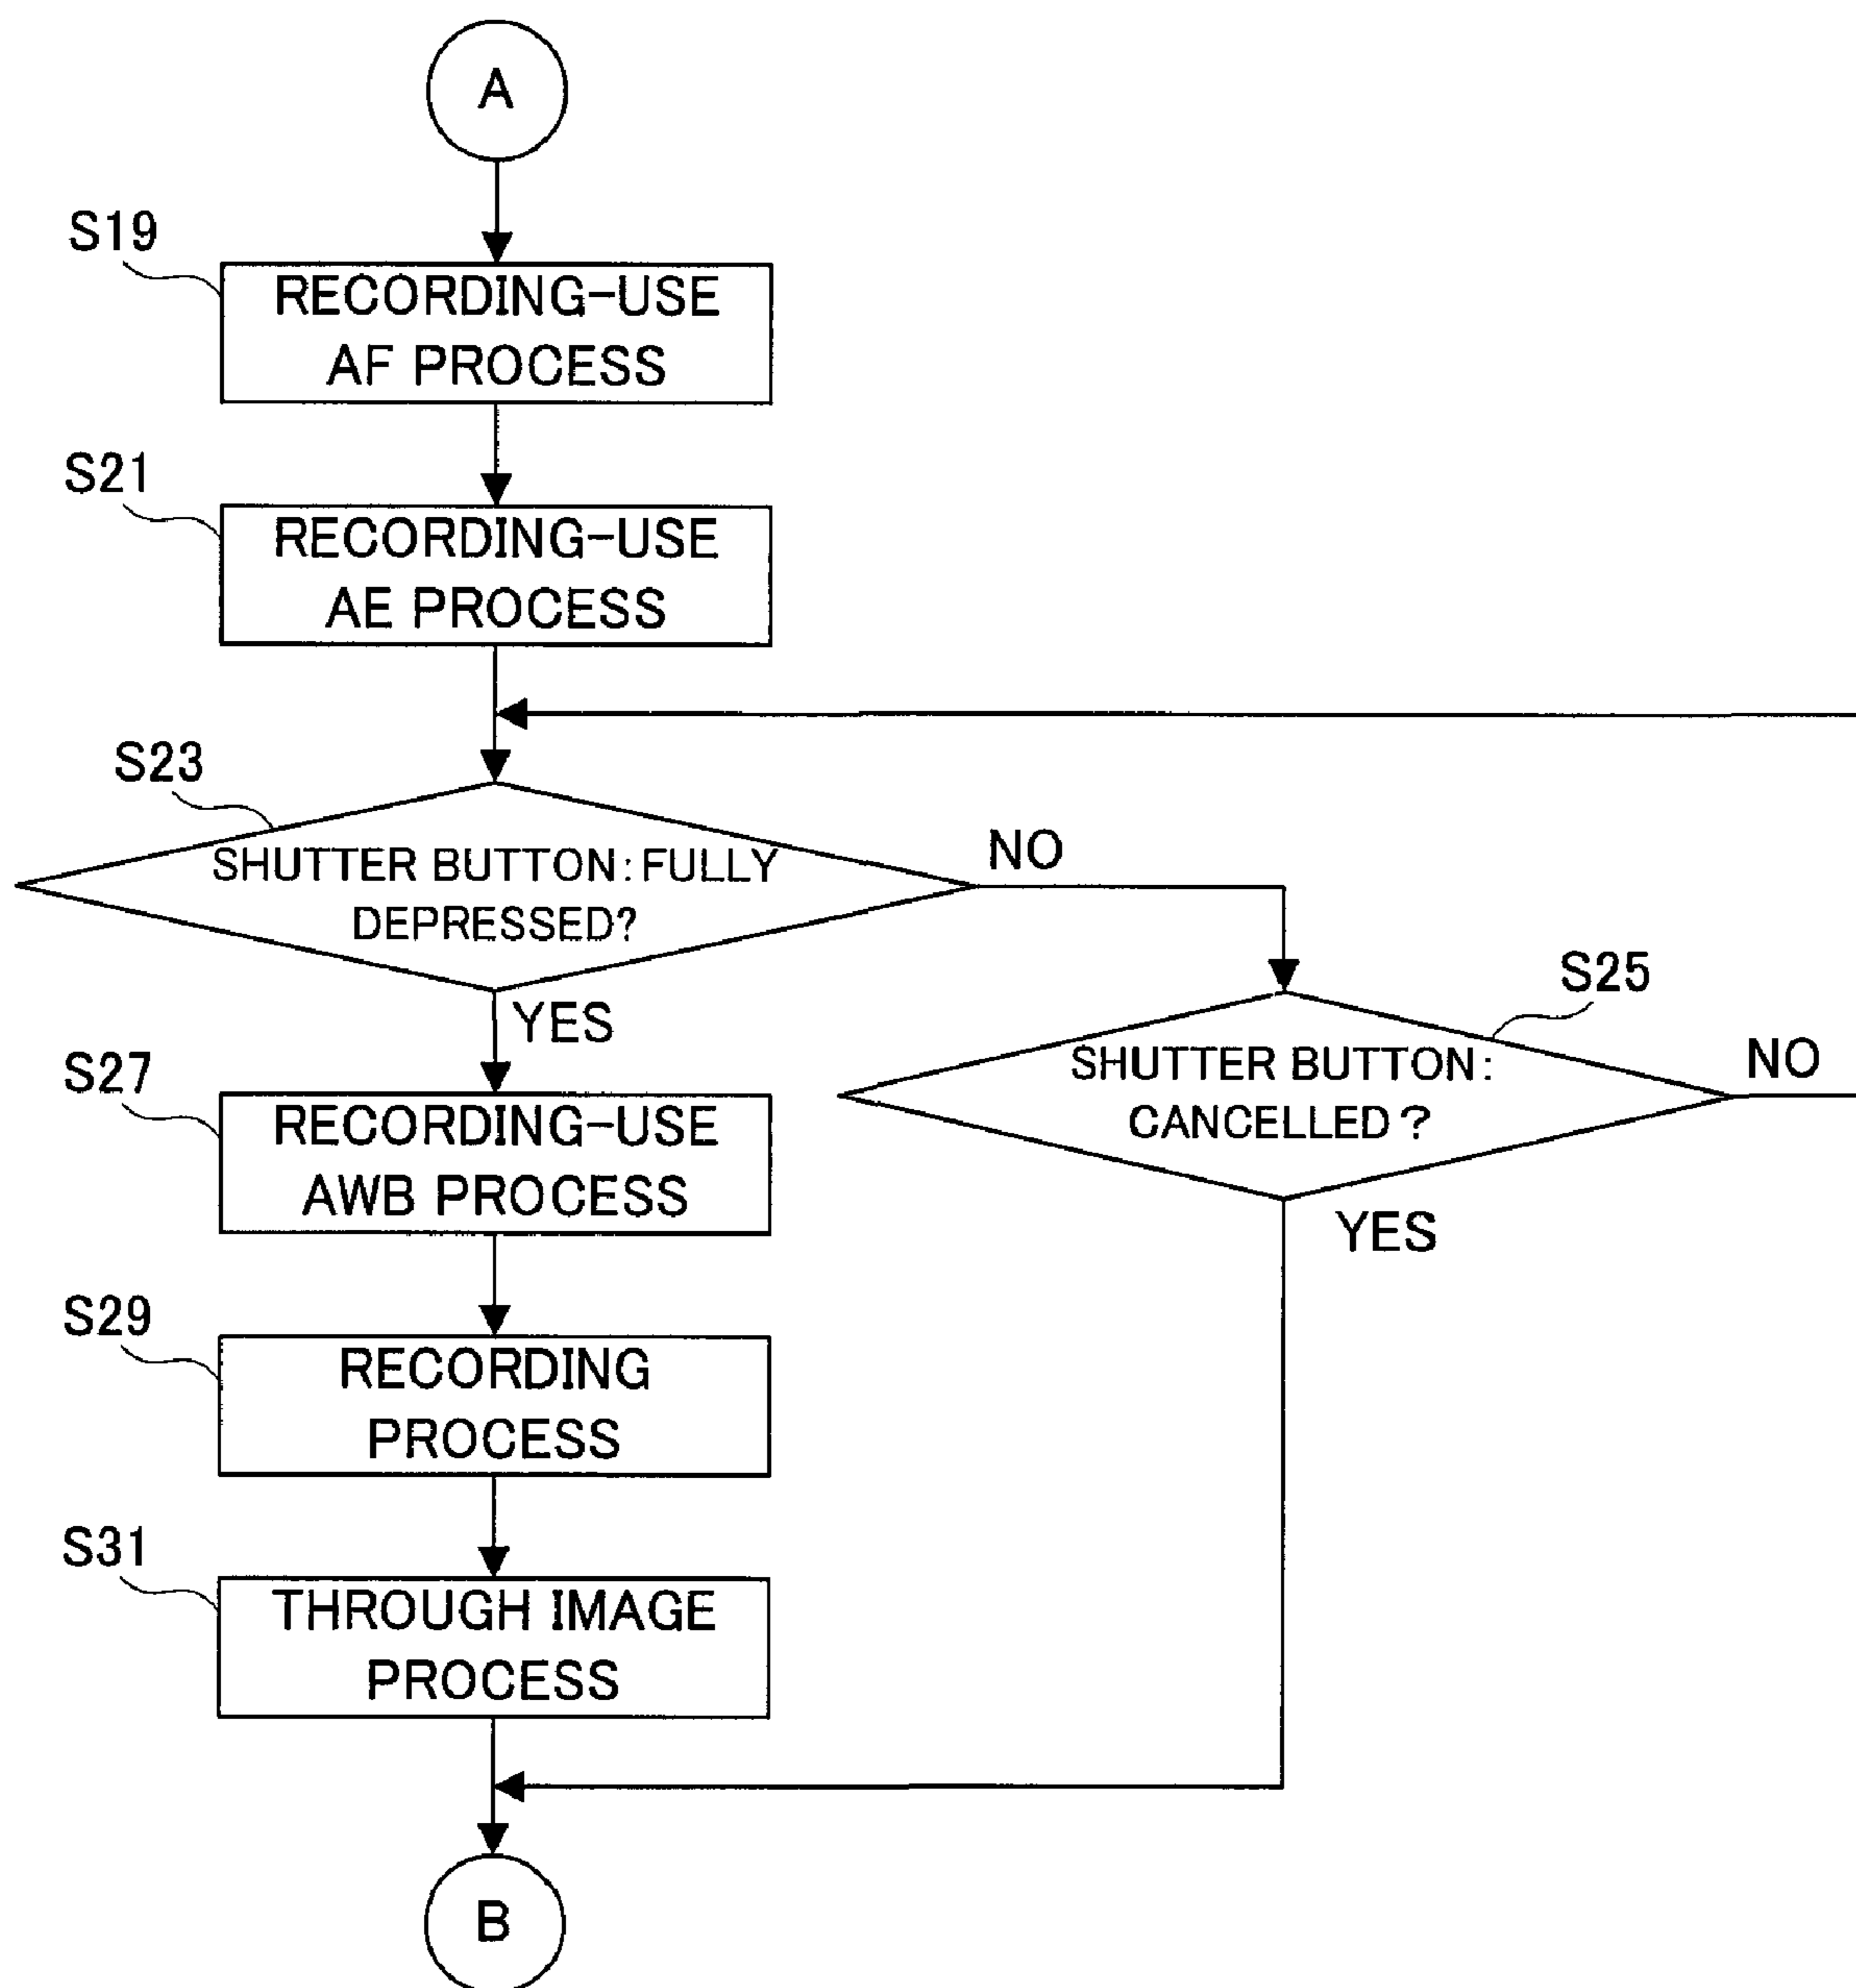 A
S19
RECORDING-USE
AF PROCESS
S21
RECORDING-USE
AE PROCESS
S23
SHUTTER BUTTON: FULLY
DEPRESSED?
NO
YES
S25
SHUTTER BUTTON:
CANCELLED ?
NO
YES
S27
RECORDING-USE
AWB PROCESS
S29
RECORDING
PROCESS
S31
THROUGH IMAGE
PROCESS
B